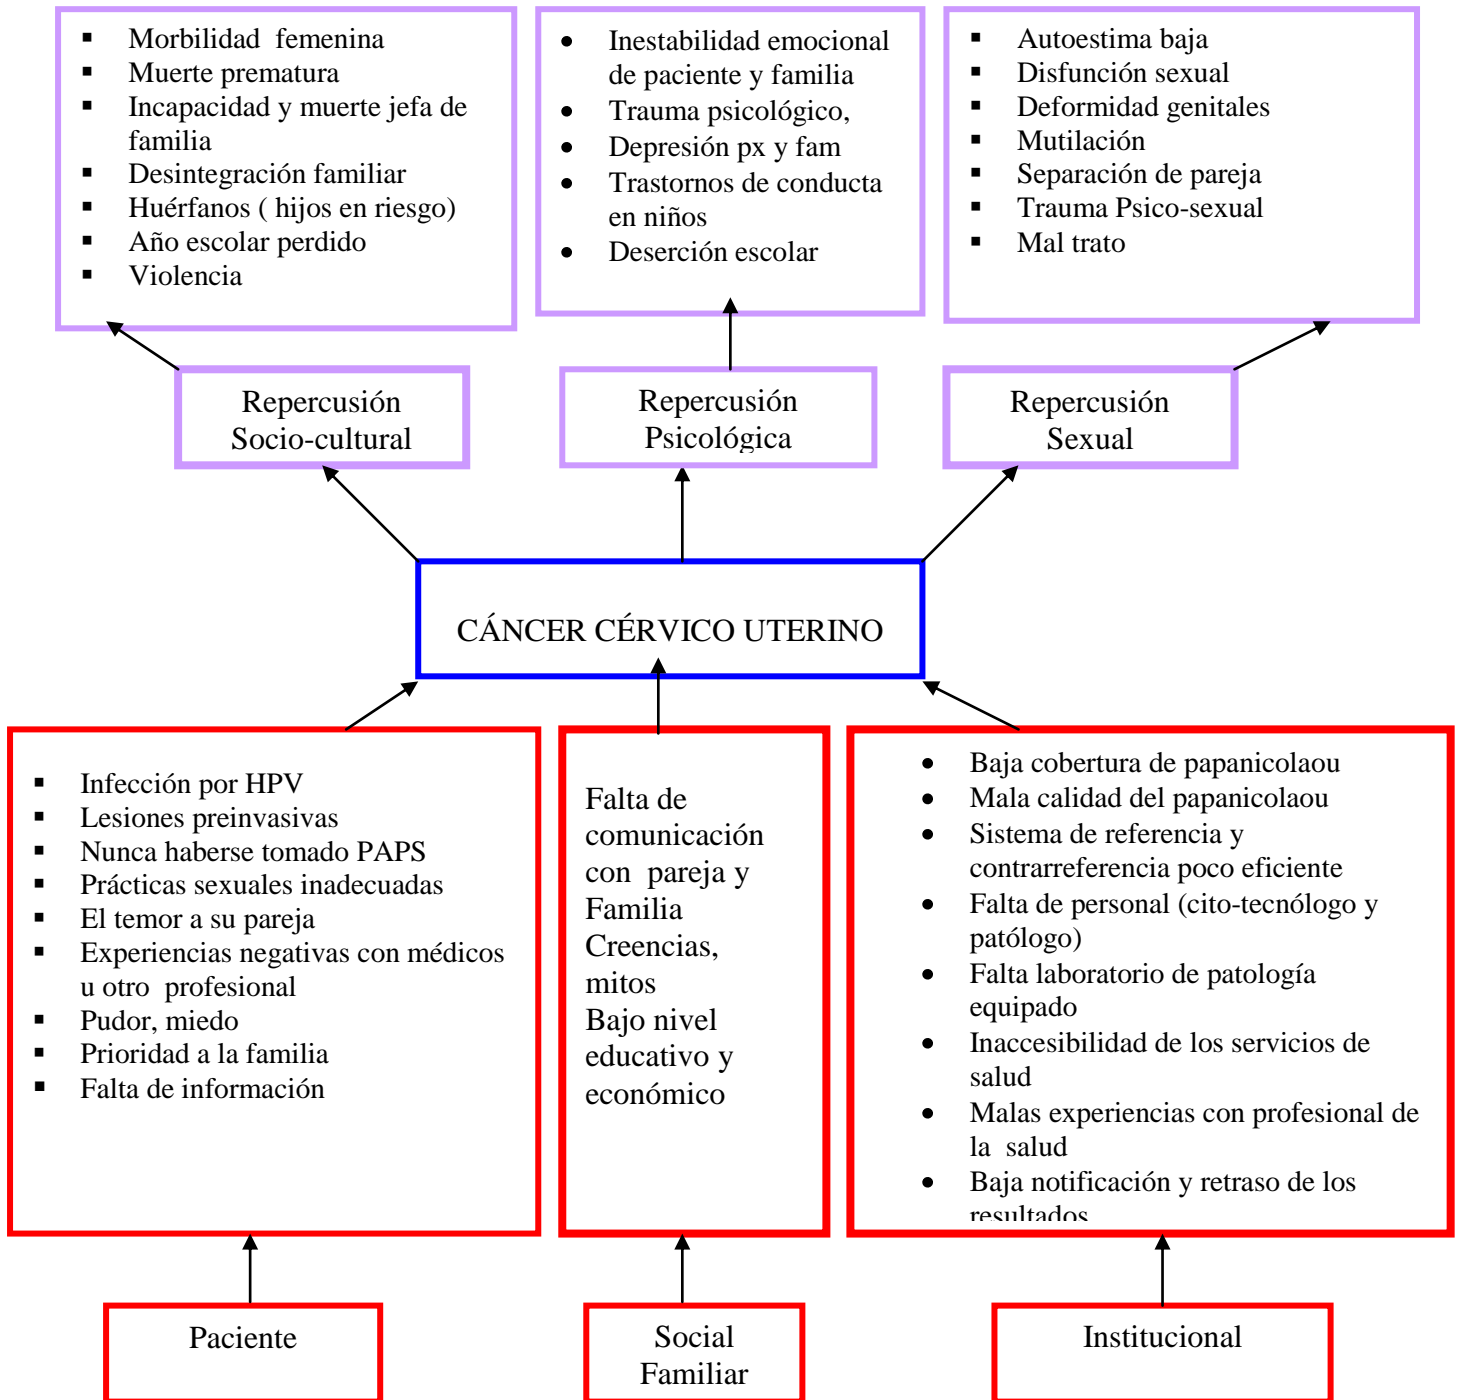 Morbilidad femenina
Muerte prematura
Incapacidad y muerte jefa de
familia
Desintegración familiar
Huérfanos ( hijos en riesgo)
Año escolar perdido
Violencia
Inestabilidad emocional
de paciente y familia
Trauma psicológico,
Depresión px y fam
Trastornos de conducta
en niños
Deserción escolar
Autoestima baja
Disfunción sexual
Deformidad genitales
Mutilación
Separación de pareja
Trauma Psico-sexual
Mal trato
Repercusión
Socio-cultural
Repercusión
Psicológica
Repercusión
Sexual
CÁNCER CÉRVICO UTERINO
Infección por HPV
Lesiones preinvasivas
Nunca haberse tomado PAPS
Prácticas sexuales inadecuadas
El temor a su pareja
Experiencias negativas con médicos
u otro profesional
Pudor, miedo
Prioridad a la familia
Falta de información
Falta de
comunicación
con pareja y
Familia
Creencias,
mitos
Bajo nivel
educativo y
económico
Baja cobertura de papanicolaou
Mala calidad del papanicolaou
Sistema de referencia y
contrarreferencia poco eficiente
Falta de personal (cito-tecnólogo y
patólogo)
Falta laboratorio de patología
equipado
Inaccesibilidad de los servicios de
salud
Malas experiencias con profesional de
la salud
Baja notificación y retraso de los
resultados
Paciente
Social
Familiar
Institucional